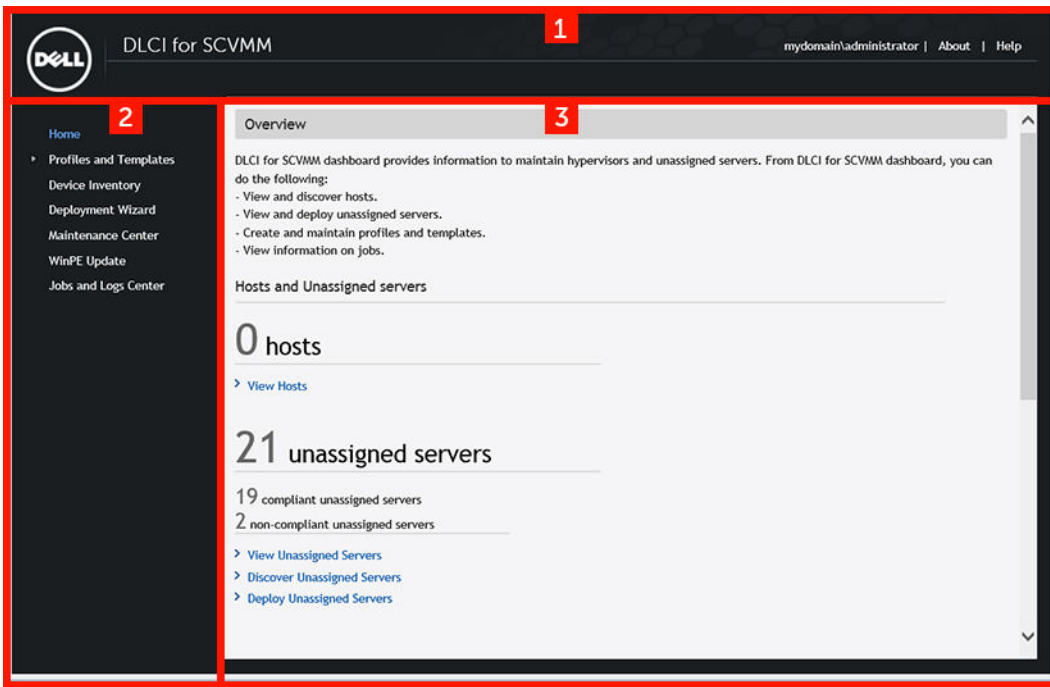 1
DELL
DLCI for SCVMM
mydomain\administrator | About | Help
2
Home
Profiles and Templates
Device Inventory
Deployment Wizard
Maintenance Center
WinPE Update
Jobs and Logs Center
3
Overview
DLCI for SCVMM dashboard provides information to maintain hypervisors and unassigned servers. From DLCI for SCVMM dashboard, you can
do the following:
- View and discover hosts.
- View and deploy unassigned servers.
- Create and maintain profiles and templates.
- View information on jobs.
Hosts and Unassigned servers
0 hosts
View Hosts
21 unassigned servers
19 compliant unassigned servers
2 non-compliant unassigned servers
View Unassigned Servers
Discover Unassigned Servers
Deploy Unassigned Servers